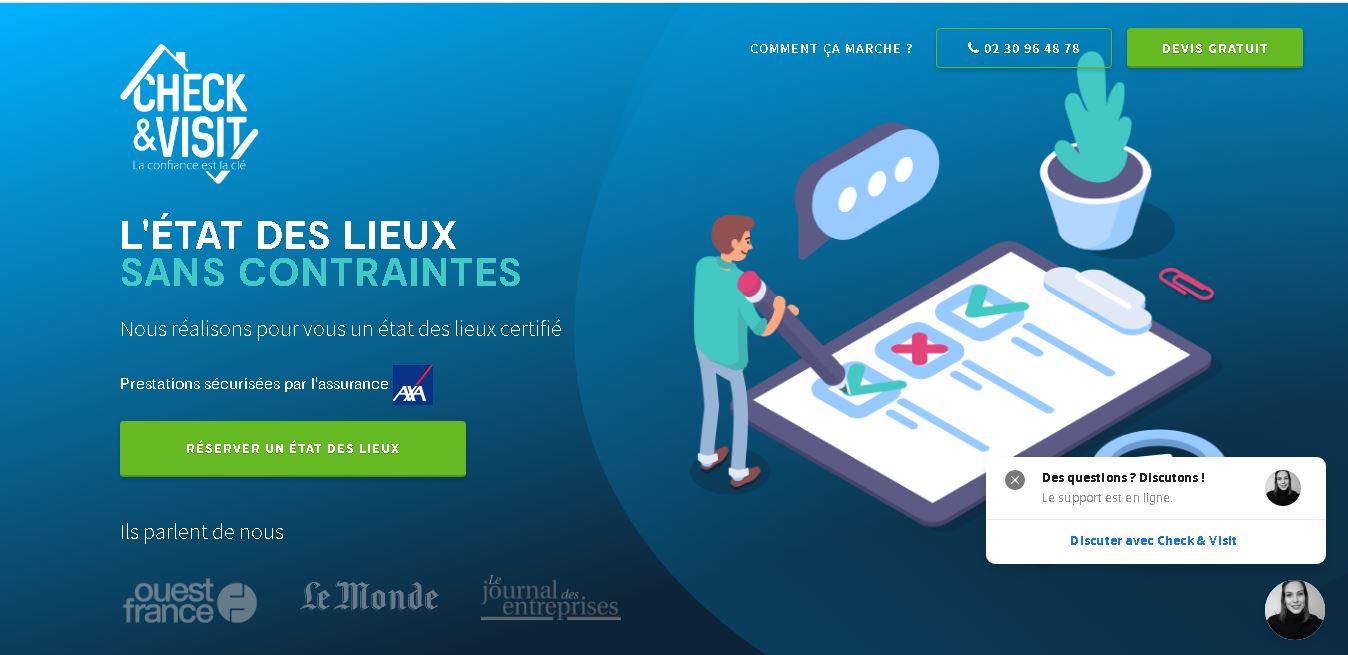 COMMENT ÇA MARCHE ?
02 30 96 48 78
DEVIS GRATUIT
CHECK
&VISIT
La confiance est la clé
L'ÉTAT DES LIEUX
SANS CONTRAINTES
Nous réalisons pour vous un état des lieux certifié
Prestations sécurisées par l'assurance AXA
RÉSERVER UN ÉTAT DES LIEUX
Des questions ? Discutons !
Le support est en ligne.
Discuter avec Check & Visit
Ils parlent de nous
ouest
france
Le Monde
Le
journal des
entreprises